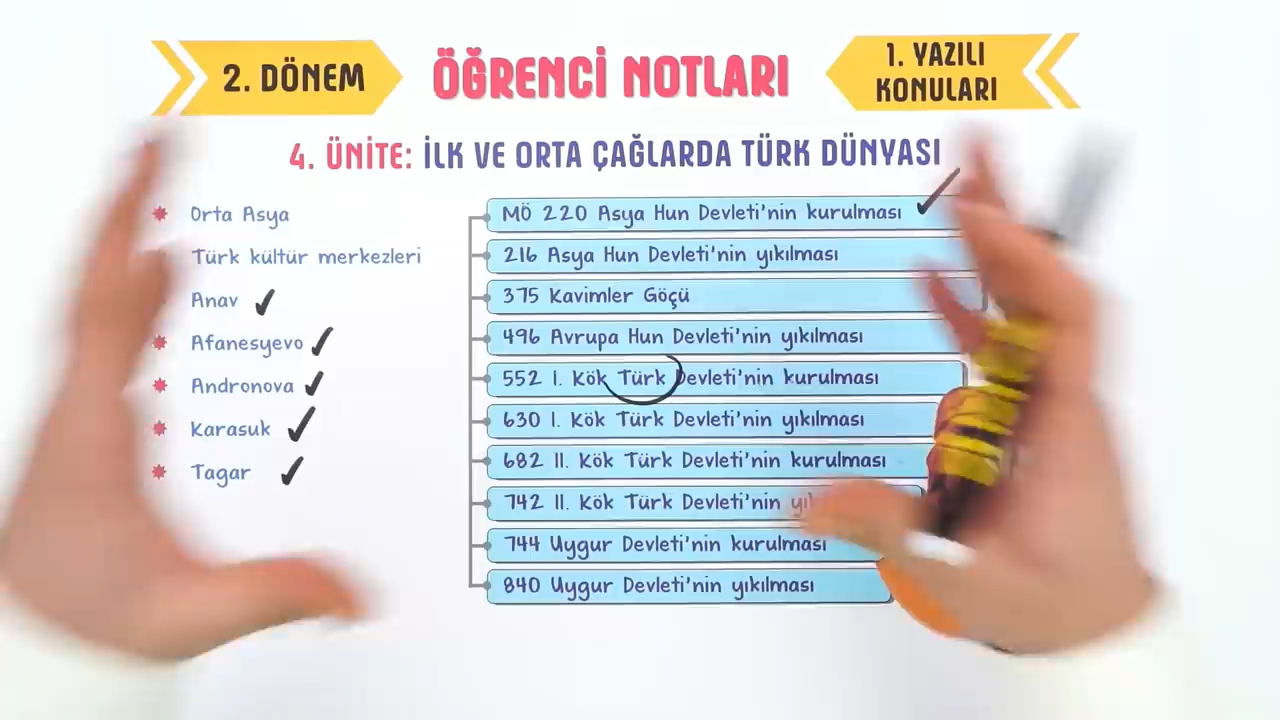 2. DÖNEM
ÖĞRENCİ NOTLARI
1. YAZILI
KONULARI
4. ÜNİTE: İLK VE ORTA ÇAĞLARDA TÜRK DÜNYASI
Orta Asya
Türk kültür merkezleri
Anav
Afanesyevo
Andronova
Karasuk
Tagar
MÖ 220 Asya Hun Devleti'nin kurulması
216 Asya Hun Devleti'nin yıkılması
375 Kavimler Göçü
496 Avrupa Hun Devleti'nin yıkılması
552 I. Kök Türk Devleti'nin kurulması
630 I. Kök Türk Devleti'nin yıkılması
682 II. Kök Türk Devleti'nin kurulması
742 II. Kök Türk Devleti'nin
744 Uygur Devleti'nin kurulması
840 Uygur Devleti'nin yıkılması